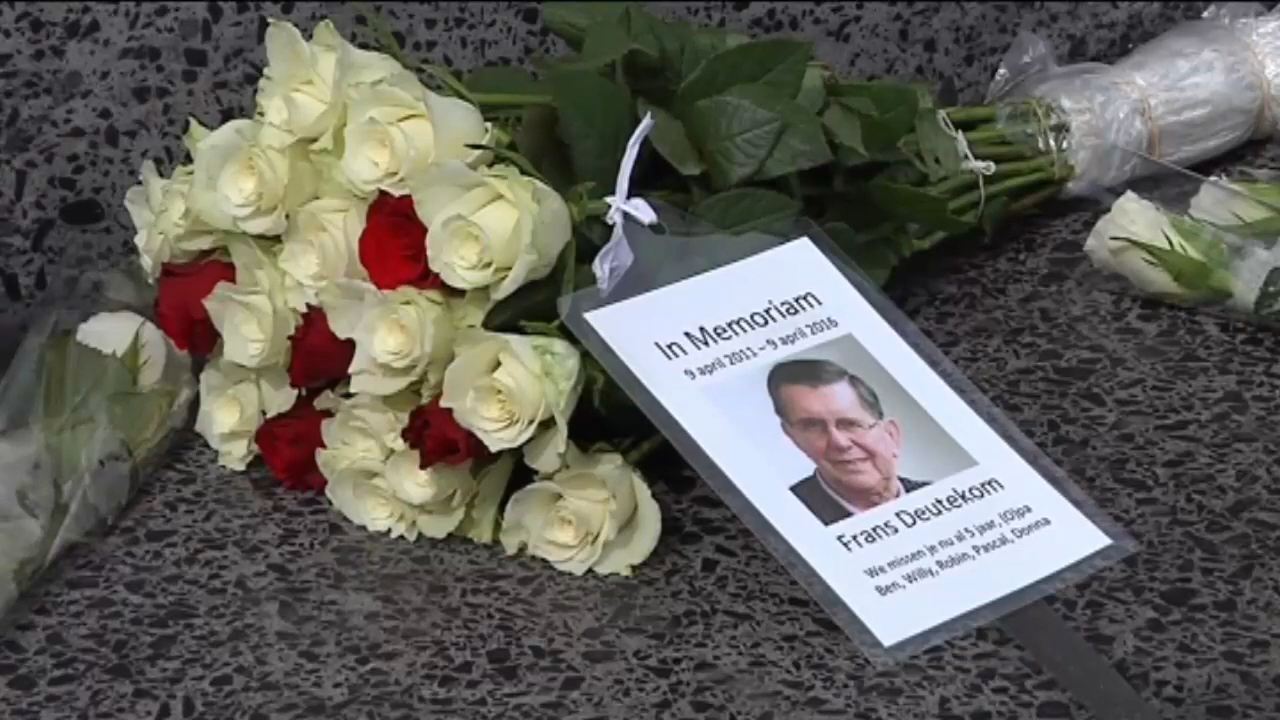 In Memoriam
9 april 2011 – 9 april 2016
Frans Deutekom
We missen je nu al 5 jaar, (O)pa
Ben, Willy, Robin, Pascal, Donna